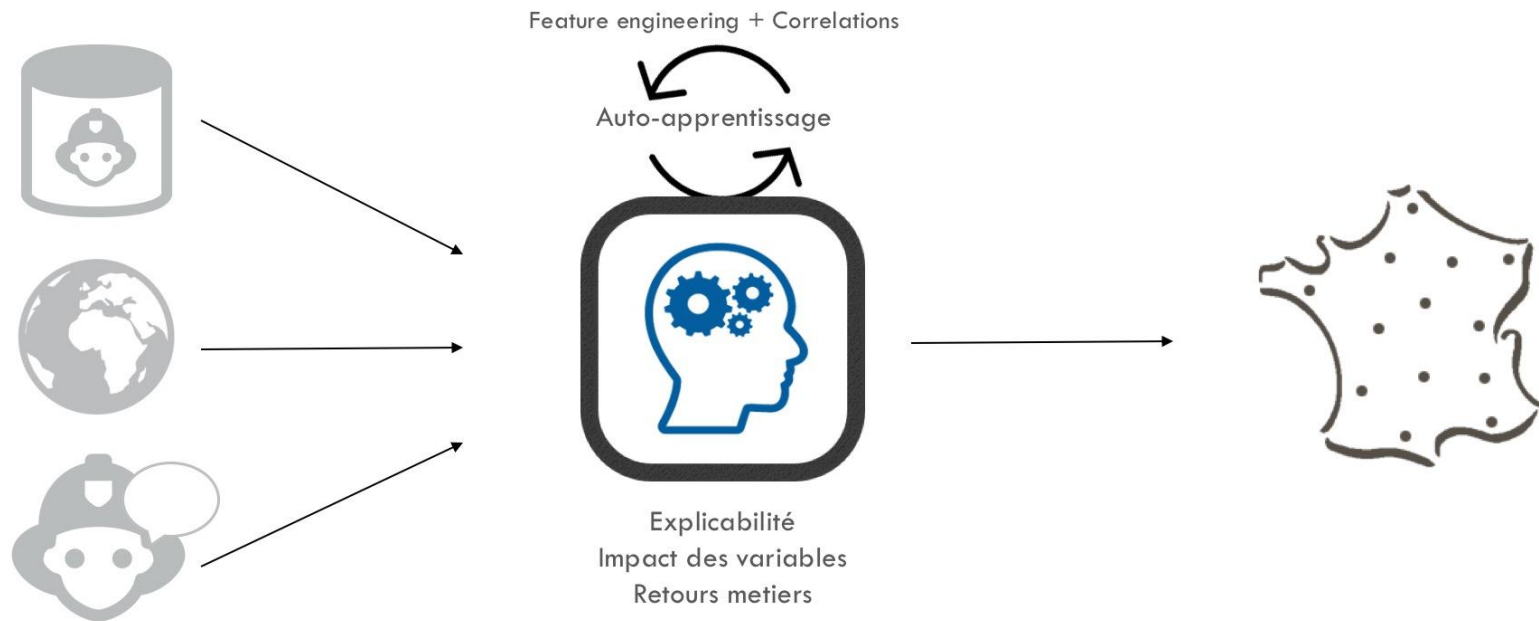 Feature engineering + Correlations
Auto-apprentissage
Explicabilité
Impact des variables
Retours metiers